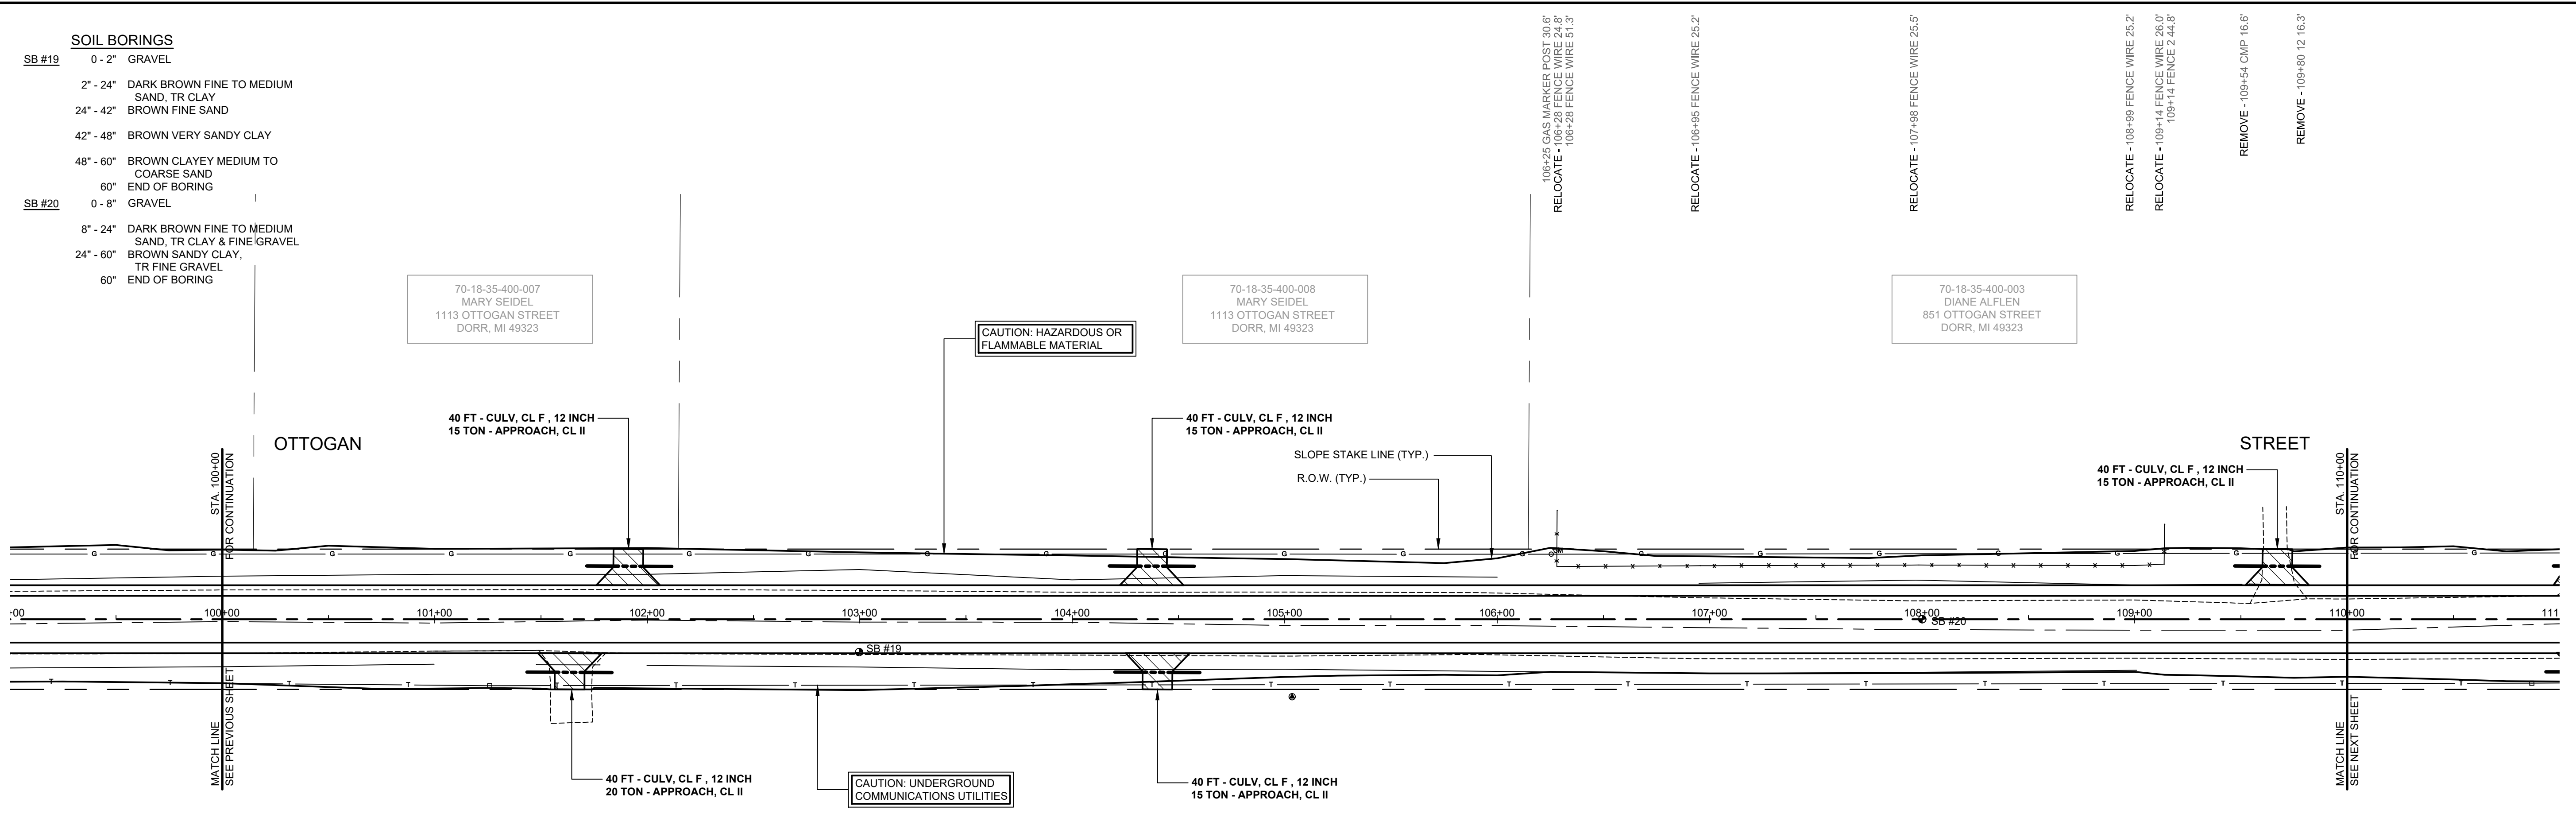 SOIL BORINGS
SB #19 0 - 2" GRAVEL
2" - 24" DARK BROWN FINE TO MEDIUM
SAND, TR CLAY
24" - 42" BROWN FINE SAND
42" - 48" BROWN VERY SANDY CLAY
48" - 60" BROWN CLAYEY MEDIUM TO
COARSE SAND
60" END OF BORING
SB #20 0 - 8" GRAVEL
8" - 24" DARK BROWN FINE TO MEDIUM
SAND, TR CLAY & FINE GRAVEL
24" - 60" BROWN SANDY CLAY,
TR FINE GRAVEL
60" END OF BORING
106+25 GAS MARKER POST 30.6'
RELOCATE - 106+28 FENCE WIRE 24.8'
106+28 FENCE WIRE 51.3'
RELOCATE - 106+95 FENCE WIRE 25.2'
RELOCATE - 107+98 FENCE WIRE 25.5'
RELOCATE - 108+99 FENCE WIRE 25.2'
RELOCATE - 109+14 FENCE WIRE 26.0'
109+14 FENCE 2 44.8'
REMOVE - 109+54 CMP 16.6'
REMOVE - 109+80 12 16.3'
70-18-35-400-007
MARY SEIDEL
1113 OTTOGAN STREET
DORR, MI 49323
70-18-35-400-008
MARY SEIDEL
1113 OTTOGAN STREET
DORR, MI 49323
70-18-35-400-003
DIANE ALFLEN
851 OTTOGAN STREET
DORR, MI 49323
CAUTION: HAZARDOUS OR
FLAMMABLE MATERIAL
40 FT - CULV, CL F , 12 INCH
15 TON - APPROACH, CL II
40 FT - CULV, CL F , 12 INCH
15 TON - APPROACH, CL II
OTTOGAN
STREET
SLOPE STAKE LINE (TYP.)
R.O.W. (TYP.)
40 FT - CULV, CL F , 12 INCH
15 TON - APPROACH, CL II
STA. 100+00
FOR CONTINUATION
STA. 110+00
FOR CONTINUATION
G G G G G G G G G G G G G G G G G G G G
GM
+00 100+00 101+00 102+00 103+00 104+00 105+00 106+00 107+00 108+00 109+00 110+00 111
SB #20
SB #19
T T T T T T T T T T T T T T T T T T T T
MATCH LINE
SEE PREVIOUS SHEET
MATCH LINE
SEE NEXT SHEET
40 FT - CULV, CL F , 12 INCH
20 TON - APPROACH, CL II
CAUTION: UNDERGROUND
COMMUNICATIONS UTILITIES
40 FT - CULV, CL F , 12 INCH
15 TON - APPROACH, CL II